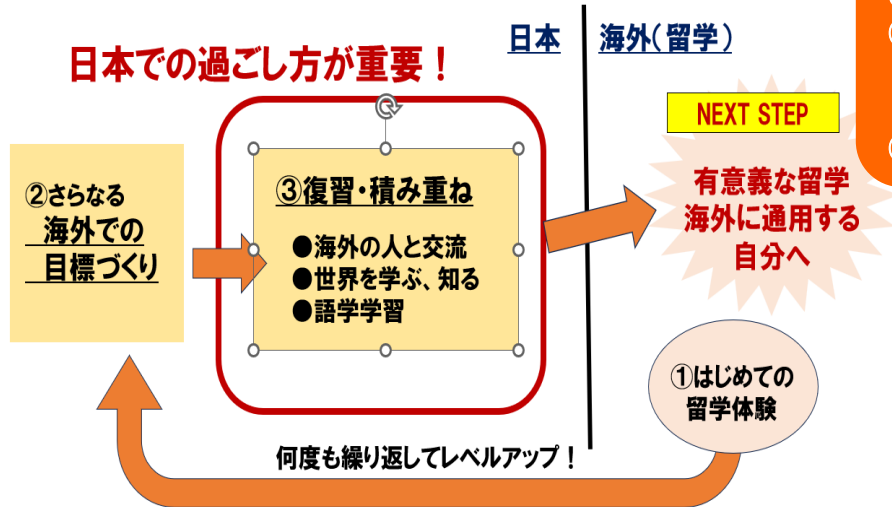 日本 海外(留学)
日本での過ごし方が重要！
NEXT STEP
有意義な留学
海外に通用する
自分へ
②さらなる
海外での
目標づくり
③復習・積み重ね
●海外の人と交流
●世界を学ぶ、知る
●語学学習
①はじめての
留学体験
何度も繰り返してレベルアップ！